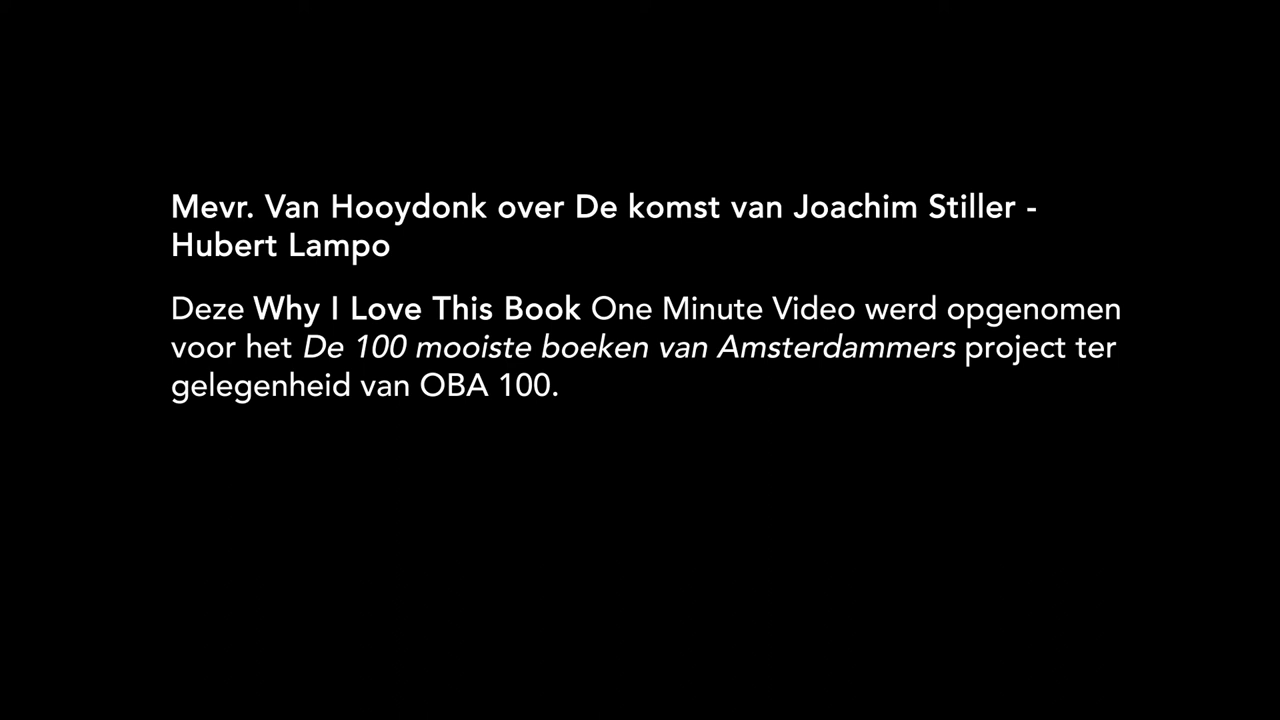 Mevr. Van Hooydonk over De komst van Joachim Stiller -
Hubert Lampo
Deze Why I Love This Book One Minute Video werd opgenomen
voor het De 100 mooiste boeken van Amsterdammers project ter
gelegenheid van OBA 100.